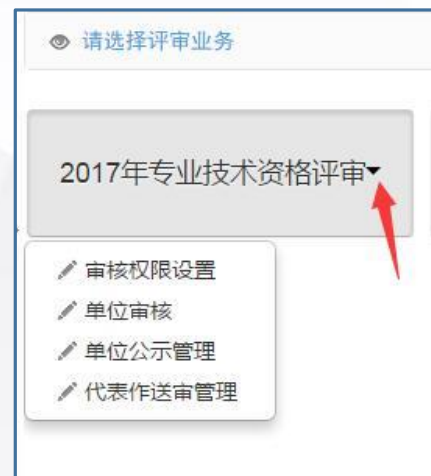 请选择评审业务
2017年专业技术资格评审
审核权限设置
单位审核
单位公示管理
代表作送审管理